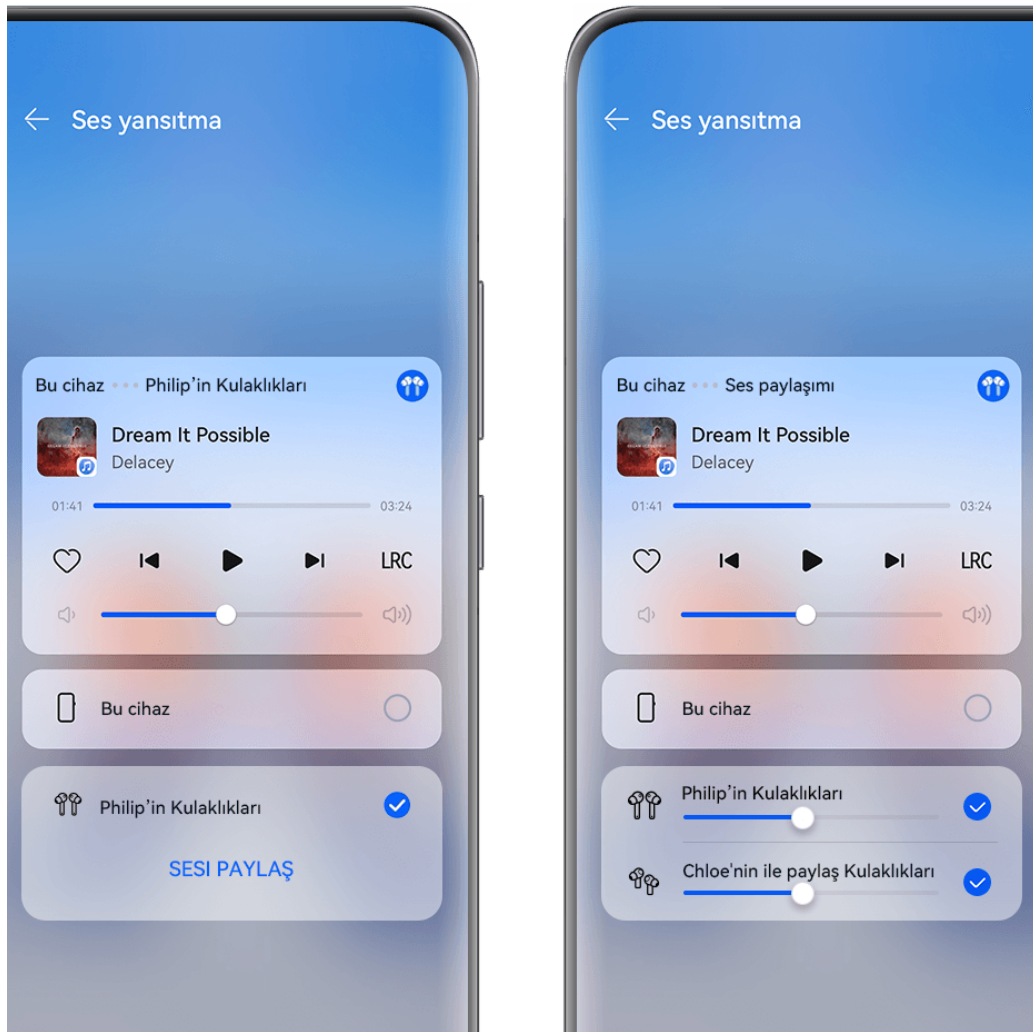 Ses yansıtma
Bu cihaz Philip’in Kulaklıkları
Dream It Possible
Delacey
01:41 03:24
LRC
Bu cihaz
Philip’in Kulaklıkları
SESI PAYLAŞ
Ses yansıtma
Bu cihaz Ses paylaşımı
Dream It Possible
Delacey
01:41 03:24
LRC
Bu cihaz
Philip’in Kulaklıkları
Chloe'nin ile paylaş Kulaklıkları